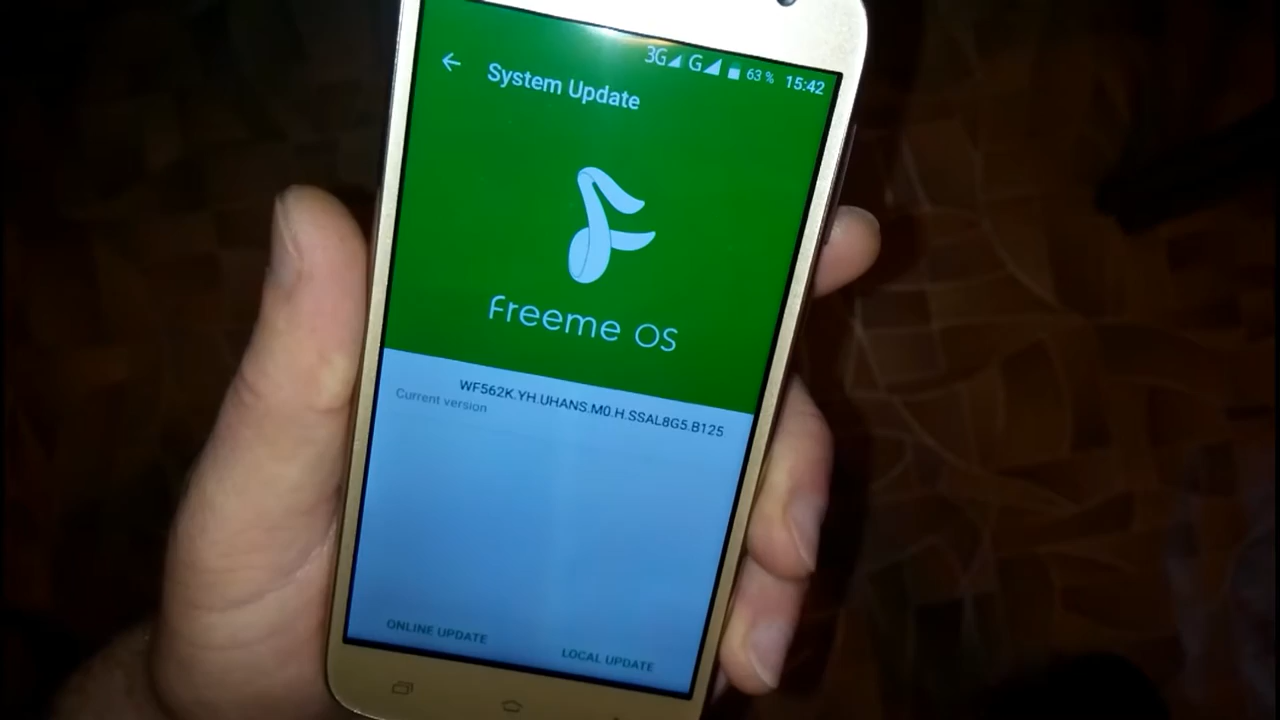 3G G 63 % 15:42
System Update
freeme OS
WF562K.YH.UHANS.M0.H.SSAL8G5.B125
Current version
ONLINE UPDATE
LOCAL UPDATE